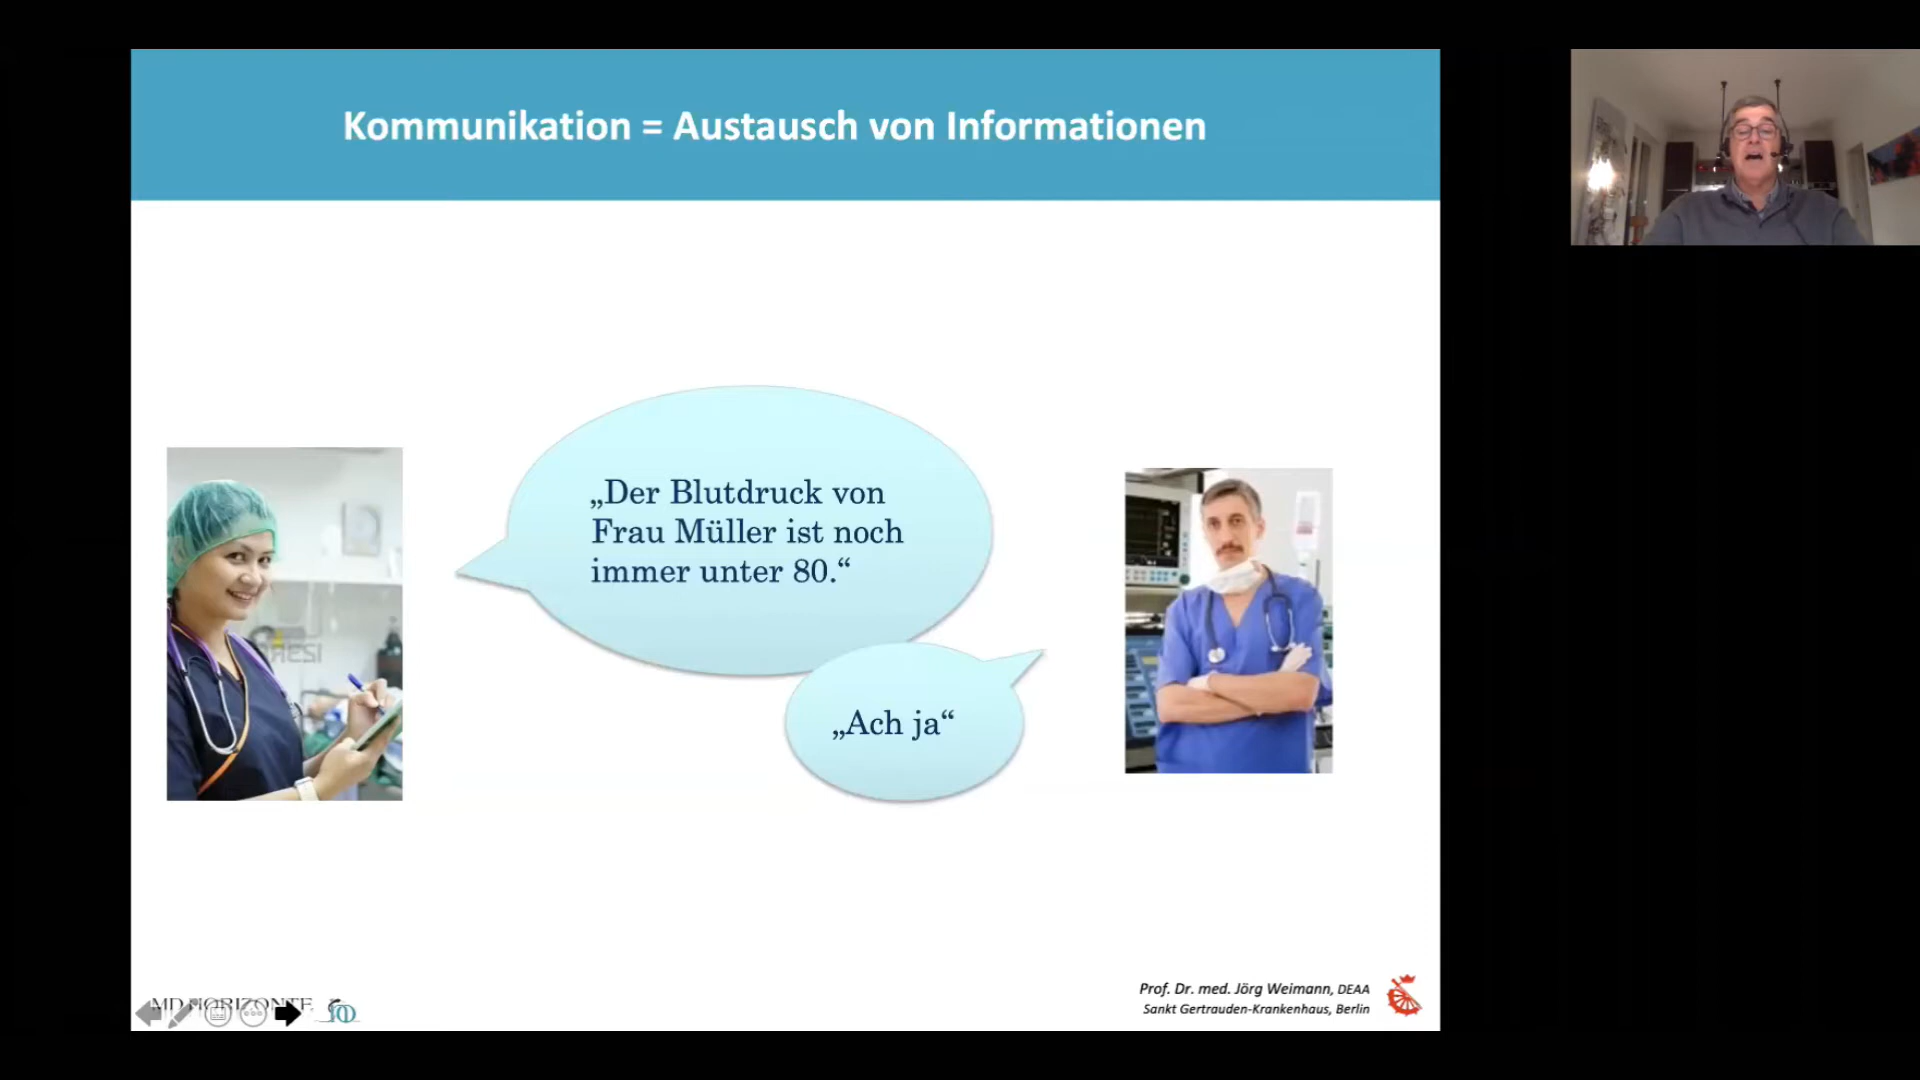 Kommunikation = Austausch von Informationen
„Der Blutdruck von
Frau Müller ist noch
immer unter 80.“
„Ach ja“
MD HORIZONTE
Prof. Dr. med. Jörg Weimann, DEAA
Sankt Gertrauden-Krankenhaus, Berlin